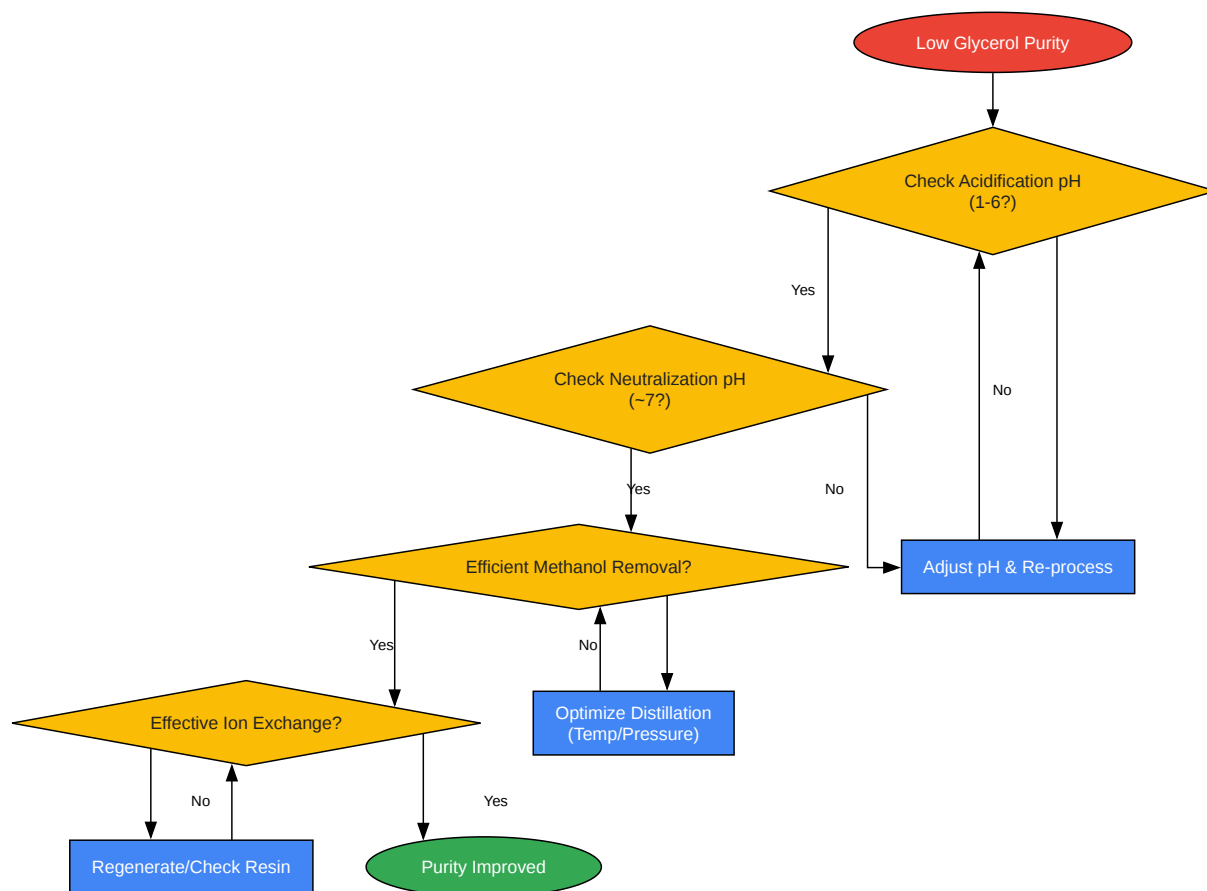 Low Glycerol Purity
Check Acidification pH
(1-6?)
Yes
Check Neutralization pH
(~7?)
No
Yes
No
Efficient Methanol Removal?
Adjust pH & Re-process
Yes
No
Optimize Distillation
(Temp/Pressure)
Effective Ion Exchange?
No
Yes
Regenerate/Check Resin
Purity Improved